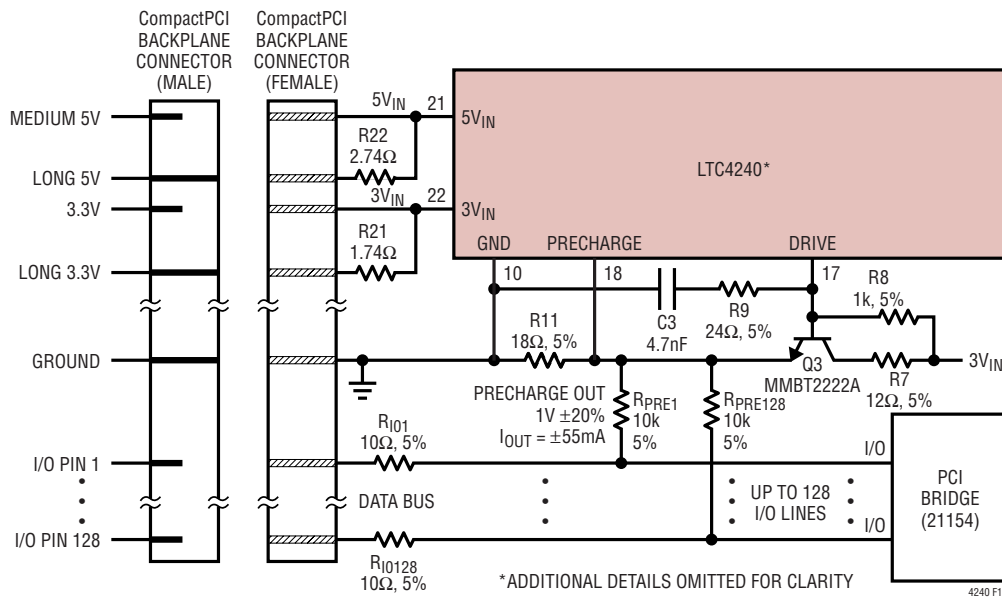 CompactPCI
BACKPLANE
CONNECTOR
(MALE)
CompactPCI
BACKPLANE
CONNECTOR
(FEMALE)
MEDIUM 5V
5VIN
21
5VIN
R22
2.74Ω
LTC4240*
LONG 5V
3.3V
3VIN
22
3VIN
R21
1.74Ω
GND
PRECHARGE
DRIVE
LONG 3.3V
10
18
17
R8
1k, 5%
C3
4.7nF
R9
24Ω, 5%
R11
18Ω, 5%
GROUND
Q3
MMBT2222A
3VIN
R7
12Ω, 5%
PRECHARGE OUT
1V ±20%
IOUT = ±55mA
RPRE1
10k
5%
RPRE128
10k
5%
RIO1
10Ω, 5%
I/O PIN 1
I/O
DATA BUS
UP TO 128
I/O LINES
PCI
BRIDGE
(21154)
I/O PIN 128
I/O
RIO128
10Ω, 5%
*ADDITIONAL DETAILS OMITTED FOR CLARITY
4240 F1